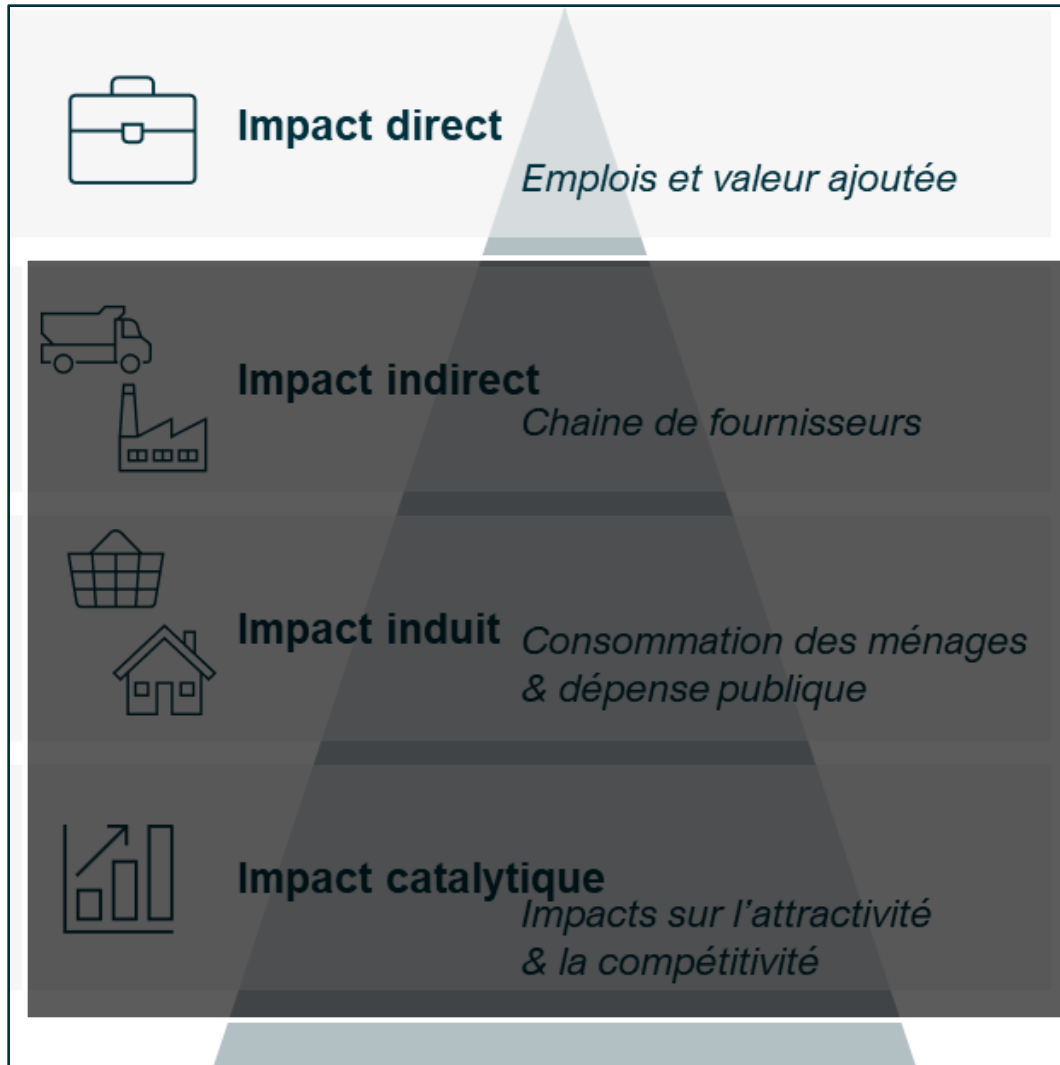 Impact direct
Emplois et valeur ajoutée
Impact indirect
Chaine de fournisseurs
Impact induit
Consommation des ménages
& dépense publique
Impact catalytique
Impacts sur l'attractivité
& la compétitivité